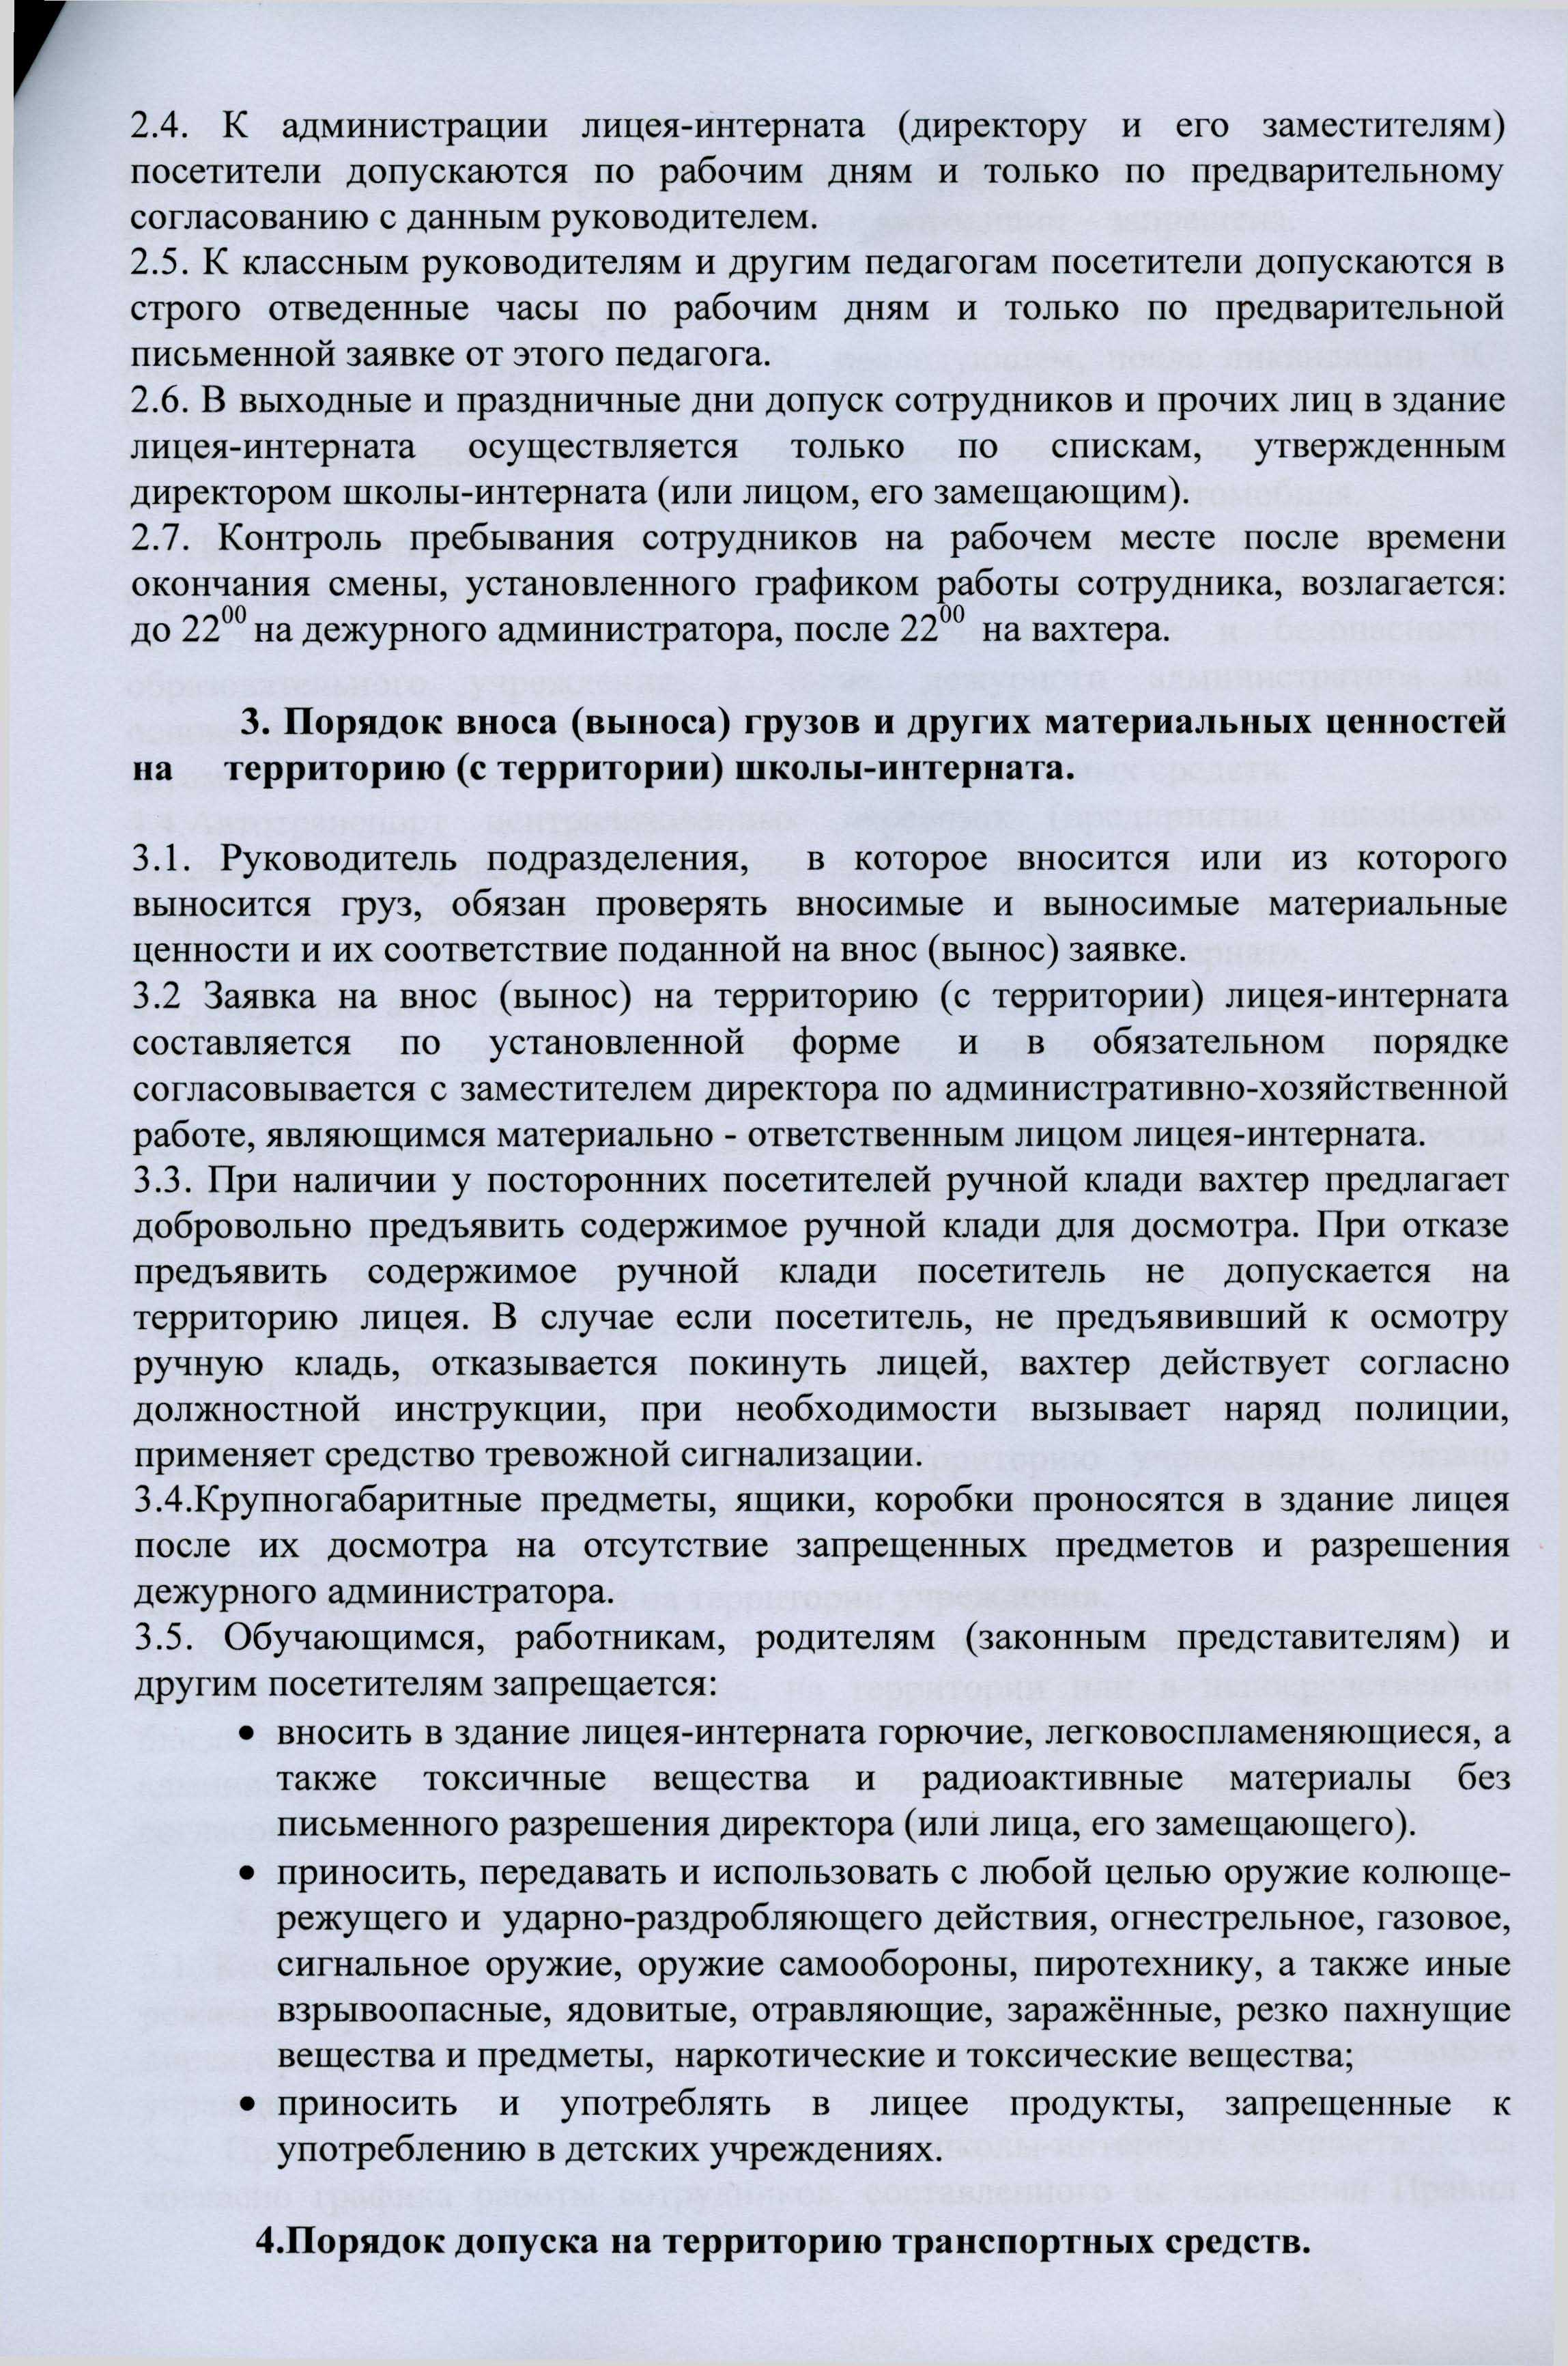 2.4. К администрации лицея-интерната (директору и его заместителям)
посетители допускаются по рабочим дням и только по предварительному
согласованию с данным руководителем.
2.5. К классным руководителям и другим педагогам посетители допускаются в
строго отведенные часы по рабочим дням и только по предварительной
письменной заявке от этого педагога.
2.6. В выходные и праздничные дни допуск сотрудников и прочих лиц в здание
лицея-интерната осуществляется только по спискам, утвержденным
директором школы-интерната (или лицом, его замещающим).
2.7. Контроль пребывания сотрудников на рабочем месте после времени
окончания смены, установленного графиком работы сотрудника, возлагается:
до 22⁰⁰ на дежурного администратора, после 22⁰⁰ на вахтера.
3. Порядок вноса (выноса) грузов и других материальных ценностей
на территорию (с территории) школы-интерната.
3.1. Руководитель подразделения, в которое вносится или из которого
выносится груз, обязан проверять вносимые и выносимые материальные
ценности и их соответствие поданной на внос (вынос) заявке.
3.2 Заявка на внос (вынос) на территорию (с территории) лицея-интерната
составляется по установленной форме и в обязательном порядке
согласовывается с заместителем директора по административно-хозяйственной
работе, являющимся материально - ответственным лицом лицея-интерната.
3.3. При наличии у посторонних посетителей ручной клади вахтер предлагает
добровольно предъявить содержимое ручной клади для досмотра. При отказе
предъявить содержимое ручной клади посетитель не допускается на
территорию лицея. В случае если посетитель, не предъявивший к осмотру
ручную кладь, отказывается покинуть лицей, вахтер действует согласно
должностной инструкции, при необходимости вызывает наряд полиции,
применяет средство тревожной сигнализации.
3.4.Крупногабаритные предметы, ящики, коробки проносятся в здание лицея
после их досмотра на отсутствие запрещенных предметов и разрешения
дежурного администратора.
3.5. Обучающимся, работникам, родителям (законным представителям) и
другим посетителям запрещается:
• вносить в здание лицея-интерната горючие, легковоспламеняющиеся, а
также токсичные вещества и радиоактивные материалы без
письменного разрешения директора (или лица, его замещающего).
• приносить, передавать и использовать с любой целью оружие колюще-
режущего и ударно-раздробляющего действия, огнестрельное, газовое,
сигнальное оружие, оружие самообороны, пиротехнику, а также иные
взрывоопасные, ядовитые, отравляющие, заражённые, резко пахнущие
вещества и предметы, наркотические и токсические вещества;
• приносить и употреблять в лицее продукты, запрещенные к
употреблению в детских учреждениях.
4.Порядок допуска на территорию транспортных средств.